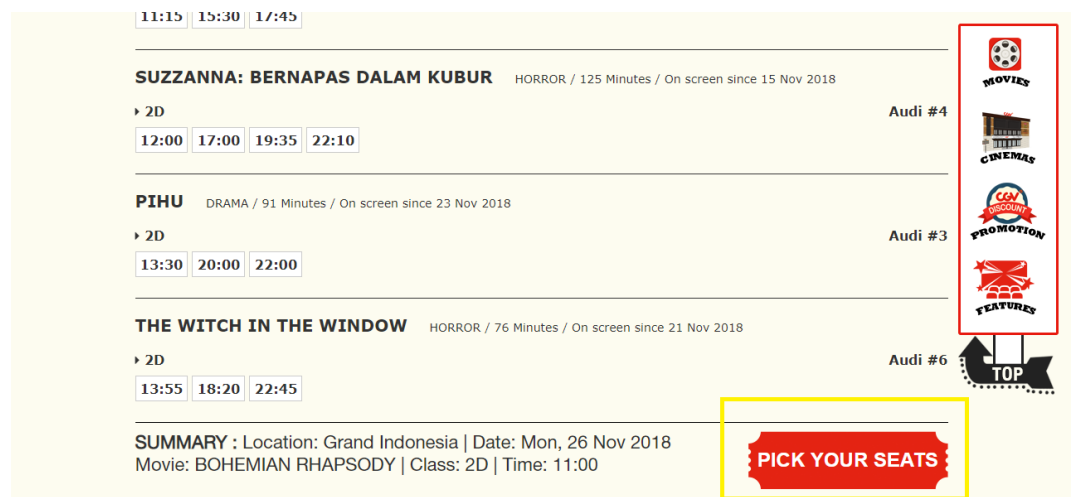 11:15 15:30 17:45
SUZZANNA: BERNAPAS DALAM KUBUR HORROR / 125 Minutes / On screen since 15 Nov 2018
2D Audi #4
12:00 17:00 19:35 22:10
PIHU DRAMA / 91 Minutes / On screen since 23 Nov 2018
2D Audi #3
13:30 20:00 22:00
THE WITCH IN THE WINDOW HORROR / 76 Minutes / On screen since 21 Nov 2018
2D Audi #6
13:55 18:20 22:45
SUMMARY : Location: Grand Indonesia | Date: Mon, 26 Nov 2018
Movie: BOHEMIAN RHAPSODY | Class: 2D | Time: 11:00
PICK YOUR SEATS
MOVIES
CINEMAS
CGV
DISCOUNT
PROMOTION
FEATURES
TOP